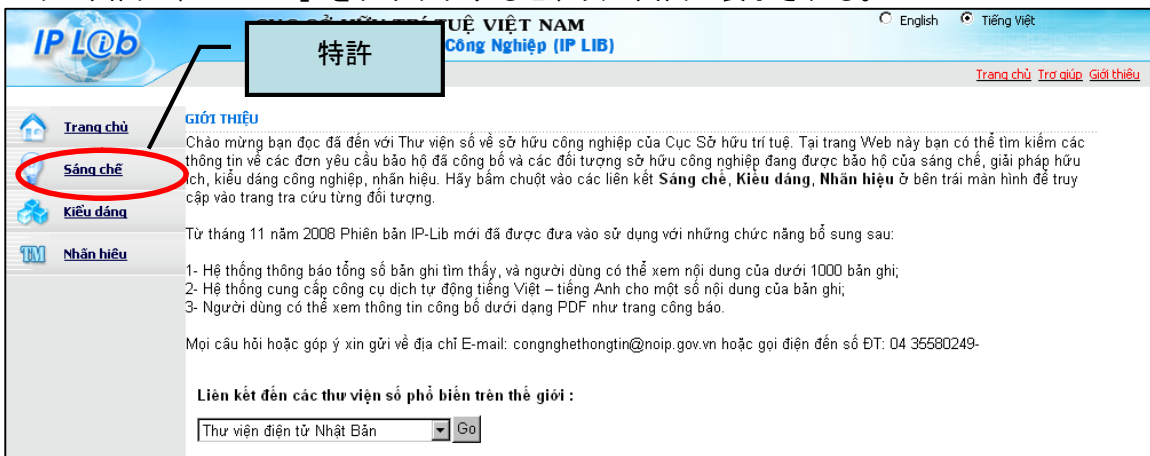 IP L@b
TUỆ VIỆT NAM
Công Nghiệp (IP LIB)
English Tiếng Việt
特許
Trang chủ Trợ giúp Giới thiệu
Trang chủ
Sáng chế
Kiểu dáng
TM Nhãn hiệu
GIỚI THIỆU
Chào mừng bạn đọc đã đến với Thư viện số về sở hữu công nghiệp của Cục Sở hữu trí tuệ. Tại trang Web này bạn có thể tìm kiếm các
thông tin về các đơn yêu cầu bảo hộ đã công bố và các đối tượng sở hữu công nghiệp đang được bảo hộ của sáng chế, giải pháp hữu
ích, kiểu dáng công nghiệp, nhãn hiệu. Hãy bấm chuột vào các liên kết Sáng chế, Kiểu dáng, Nhãn hiệu ở bên trái màn hình để truy
cập vào trang tra cứu từng đối tượng.
Từ tháng 11 năm 2008 Phiên bản IP-Lib mới đã được đưa vào sử dụng với những chức năng bổ sung sau:
1- Hệ thống thông báo tổng số bản ghi tìm thấy, và người dùng có thể xem nội dung của dưới 1000 bản ghi;
2- Hệ thống cung cấp công cụ dịch tự động tiếng Việt – tiếng Anh cho một số nội dung của bản ghi;
3- Người dùng có thể xem thông tin công bố dưới dạng PDF như trang công báo.
Mọi câu hỏi hoặc góp ý xin gửi về địa chỉ E-mail: congnghethongtin@noip.gov.vn hoặc gọi điện đến số ĐT: 04 35580249-
Liên kết đến các thư viện số phổ biến trên thế giới :
Thư viện điện tử Nhật Bản Go